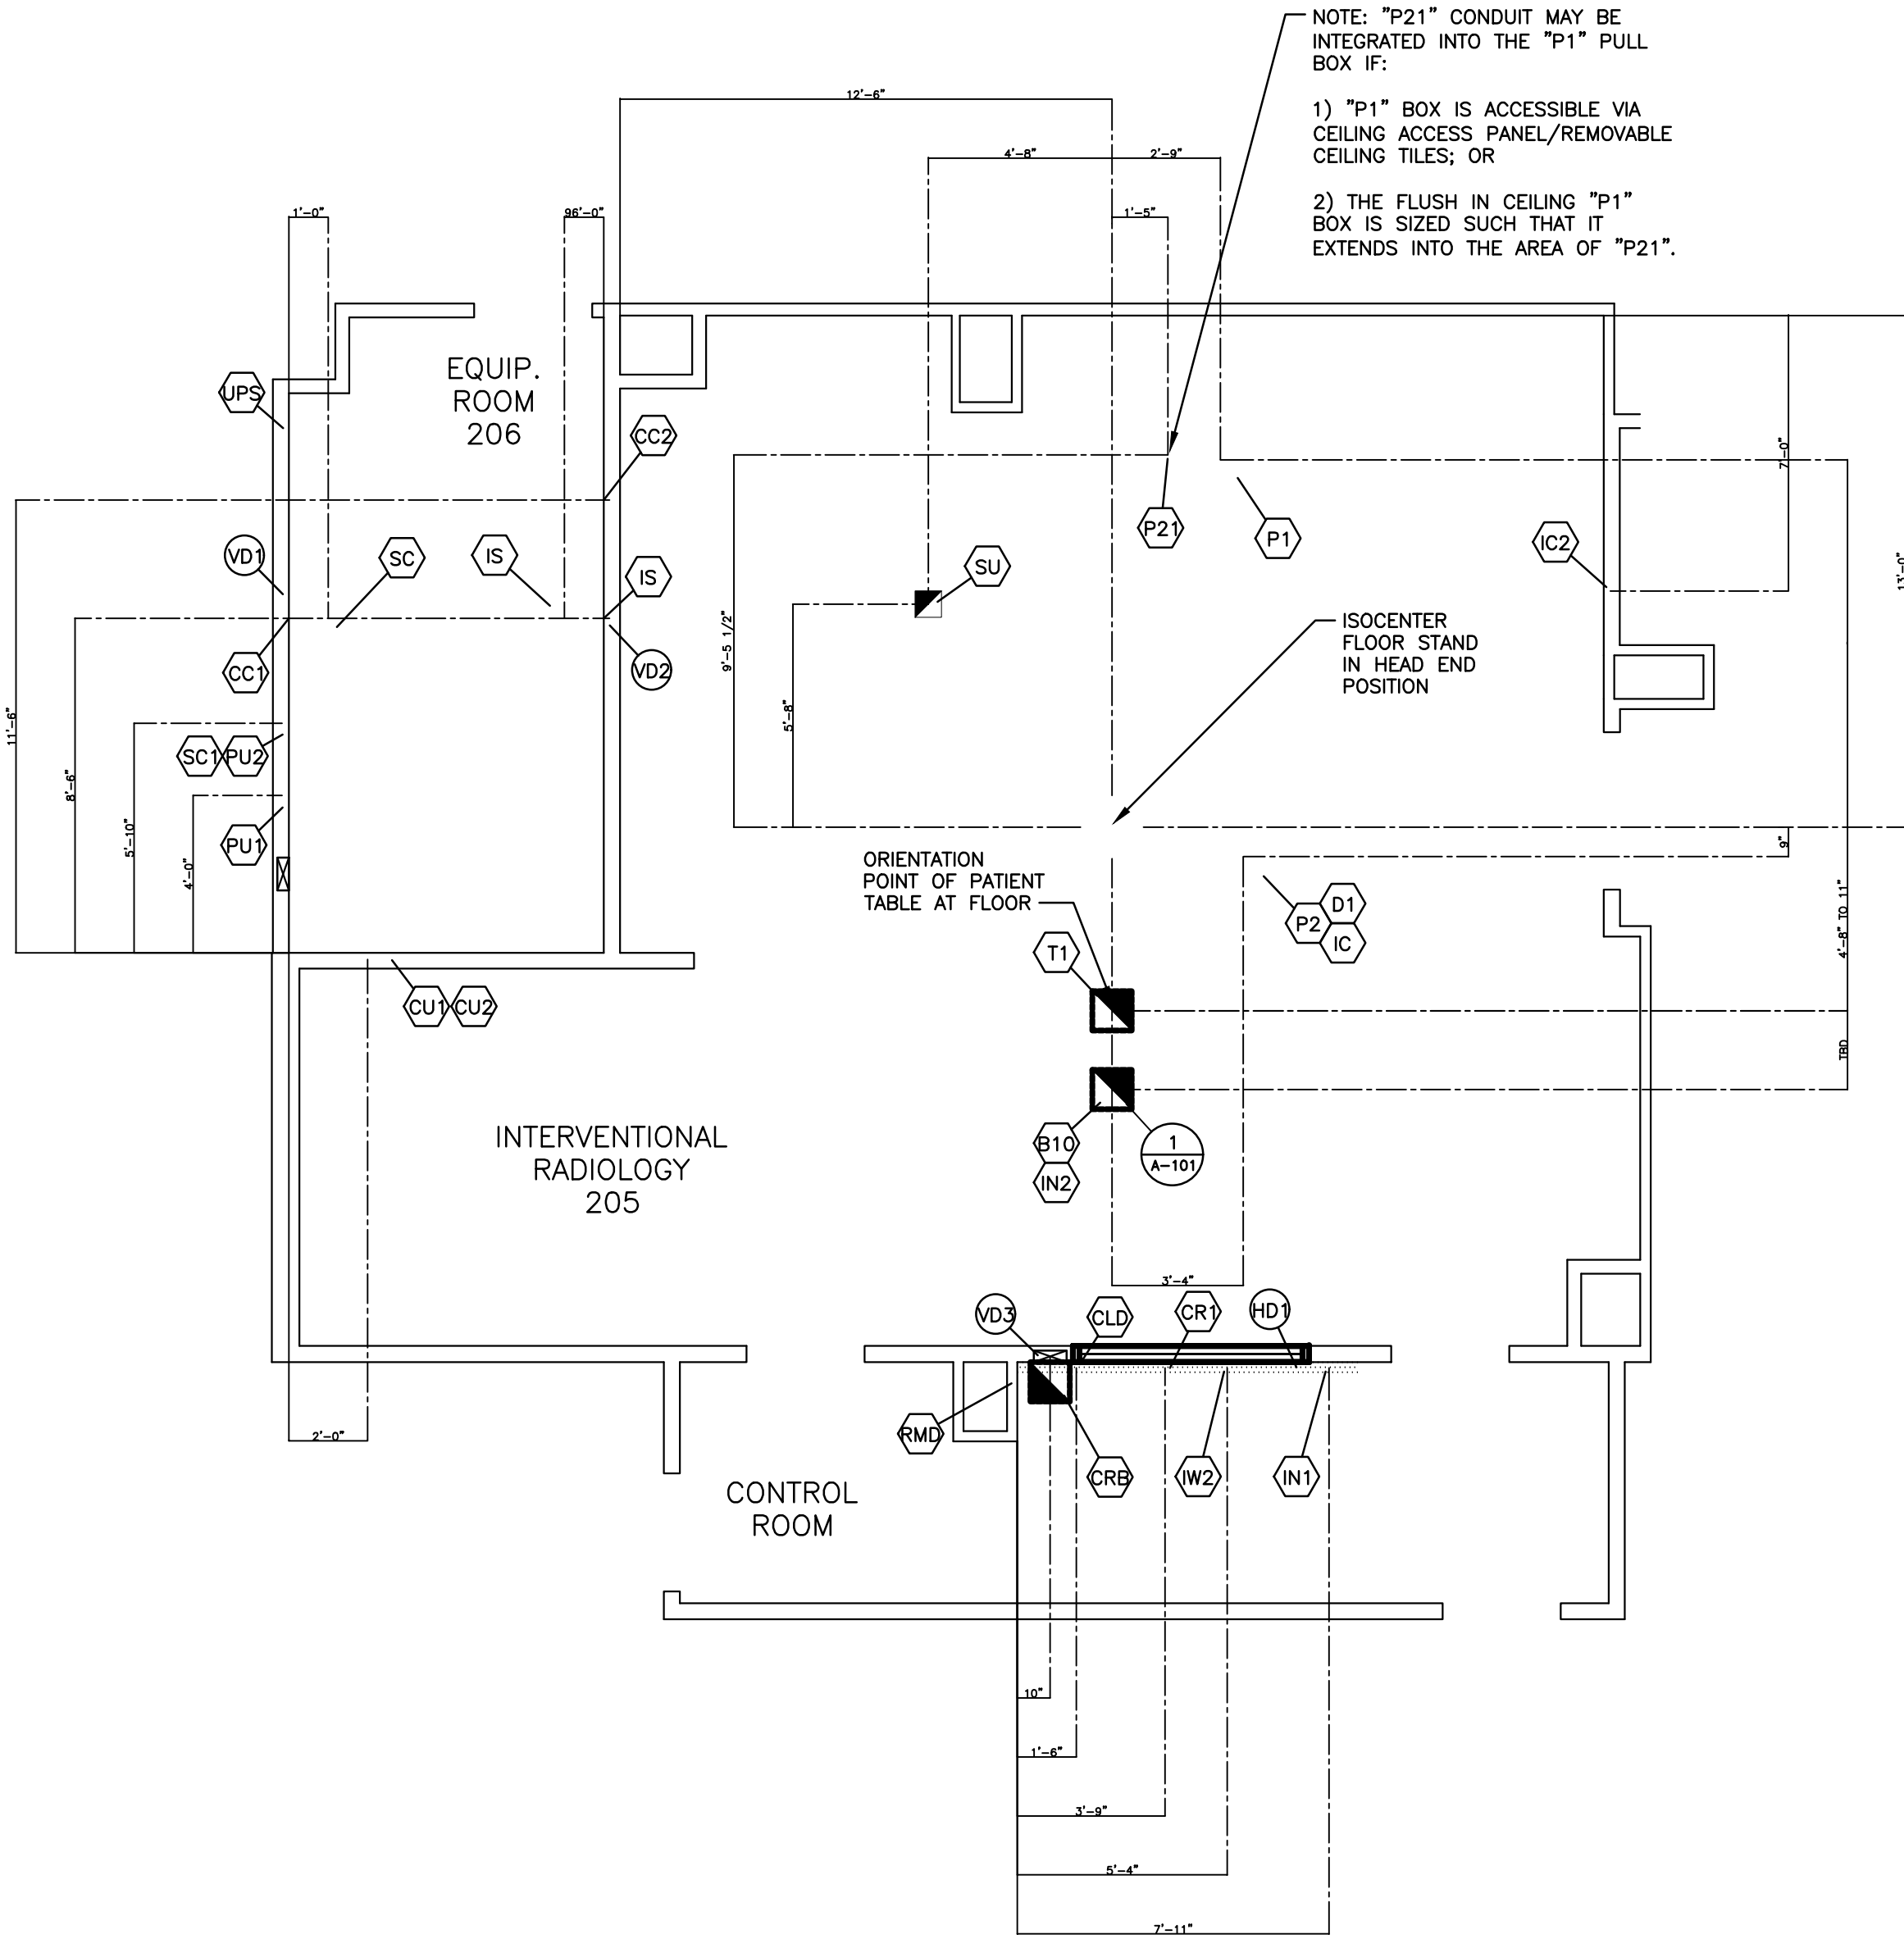 NOTE: "P21" CONDUIT MAY BE
INTEGRATED INTO THE "P1" PULL
BOX IF:
1) "P1" BOX IS ACCESSIBLE VIA
CEILING ACCESS PANEL/REMOVABLE
CEILING TILES; OR
2) THE FLUSH IN CEILING "P1"
BOX IS SIZED SUCH THAT IT
EXTENDS INTO THE AREA OF "P21".
12'-6"
4'-8"
2'-9"
1'-0"
96'-0"
1'-5"
EQUIP.
ROOM
206
UPS
CC2
7'-0"
P21
P1
IC2
VD1
SC
IS
IS
SU
13'-0"
ISOCENTER
FLOOR STAND
IN HEAD END
POSITION
9'-5 1/2"
CC1
VD2
5'-8"
11'-6"
SC1
PU2
8'-6"
5'-10"
PU1
4'-0"
9"
ORIENTATION
POINT OF PATIENT
TABLE AT FLOOR
D1
P2
IC
4'-8" TO 11"
T1
CU1
CU2
TBD
INTERVENTIONAL
RADIOLOGY
205
B10
IN2
1
A-101
3'-4"
VD3
CLD
CR1
HD1
2'-0"
RMD
CRB
IW2
IN1
CONTROL
ROOM
10"
1'-6"
3'-9"
5'-4"
7'-11"